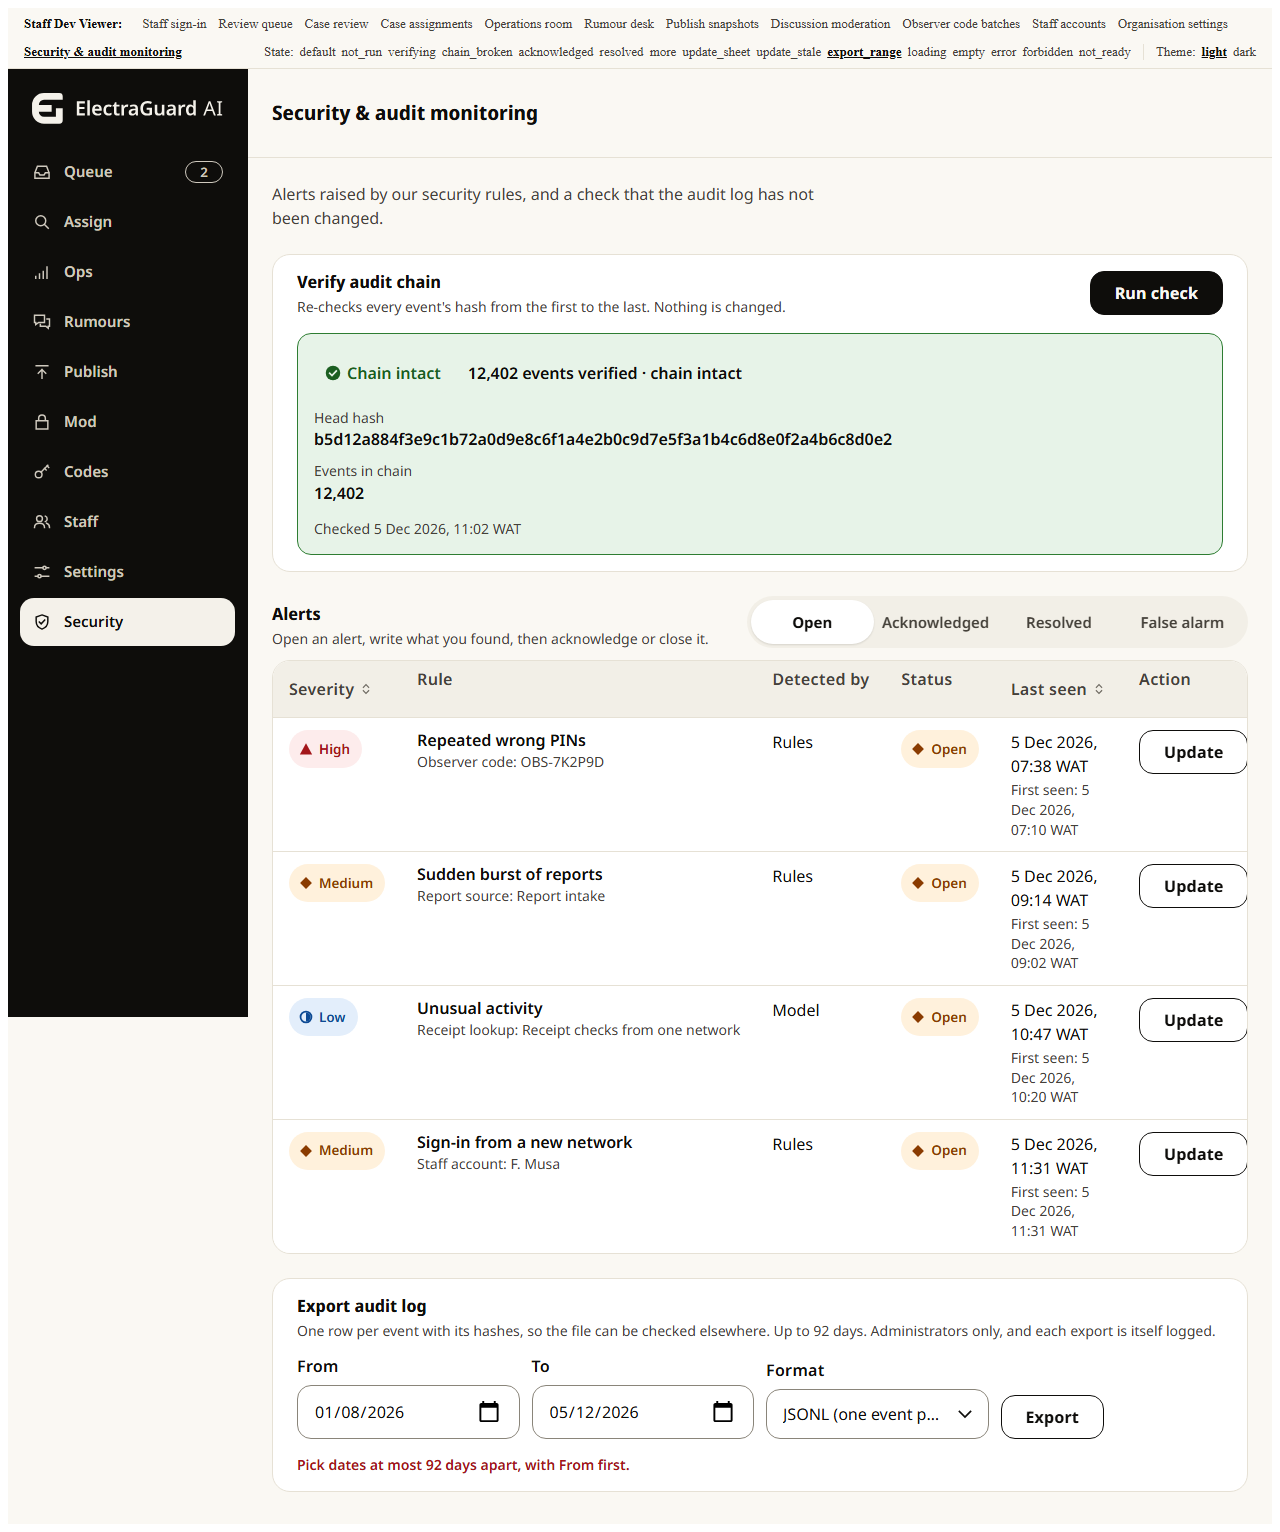 Staff Dev Viewer: Staff sign-in Review queue Case review Case assignments Operations room Rumour desk Publish snapshots Discussion moderation Observer code batches Staff accounts Organisation settings
Security & audit monitoring State: default not_run verifying chain_broken acknowledged resolved more update_sheet update_stale export_range loading empty error forbidden not_ready Theme: light dark
ElectraGuard AI
Queue 2
Assign
Ops
Rumours
Publish
Mod
Codes
Staff
Settings
Security
Security & audit monitoring
Alerts raised by our security rules, and a check that the audit log has not
been changed.
Verify audit chain
Re-checks every event's hash from the first to the last. Nothing is changed.
Run check
Chain intact 12,402 events verified · chain intact
Head hash
b5d12a884f3e9c1b72a0d9e8c6f1a4e2b0c9d7e5f3a1b4c6d8e0f2a4b6c8d0e2
Events in chain
12,402
Checked 5 Dec 2026, 11:02 WAT
Alerts
Open an alert, write what you found, then acknowledge or close it.
Open Acknowledged Resolved False alarm
Severity Rule Detected by Status Last seen Action
High Repeated wrong PINs Rules Open 5 Dec 2026, Update
Observer code: OBS-7K2P9D 07:38 WAT
First seen: 5
Dec 2026,
07:10 WAT
Medium Sudden burst of reports Rules Open 5 Dec 2026, Update
Report source: Report intake 09:14 WAT
First seen: 5
Dec 2026,
09:02 WAT
Low Unusual activity Model Open 5 Dec 2026, Update
Receipt lookup: Receipt checks from one network 10:47 WAT
First seen: 5
Dec 2026,
10:20 WAT
Medium Sign-in from a new network Rules Open 5 Dec 2026, Update
Staff account: F. Musa 11:31 WAT
First seen: 5
Dec 2026,
11:31 WAT
Export audit log
One row per event with its hashes, so the file can be checked elsewhere. Up to 92 days. Administrators only, and each export is itself logged.
From To Format
01/08/2026 05/12/2026 JSONL (one event p... Export
Pick dates at most 92 days apart, with From first.